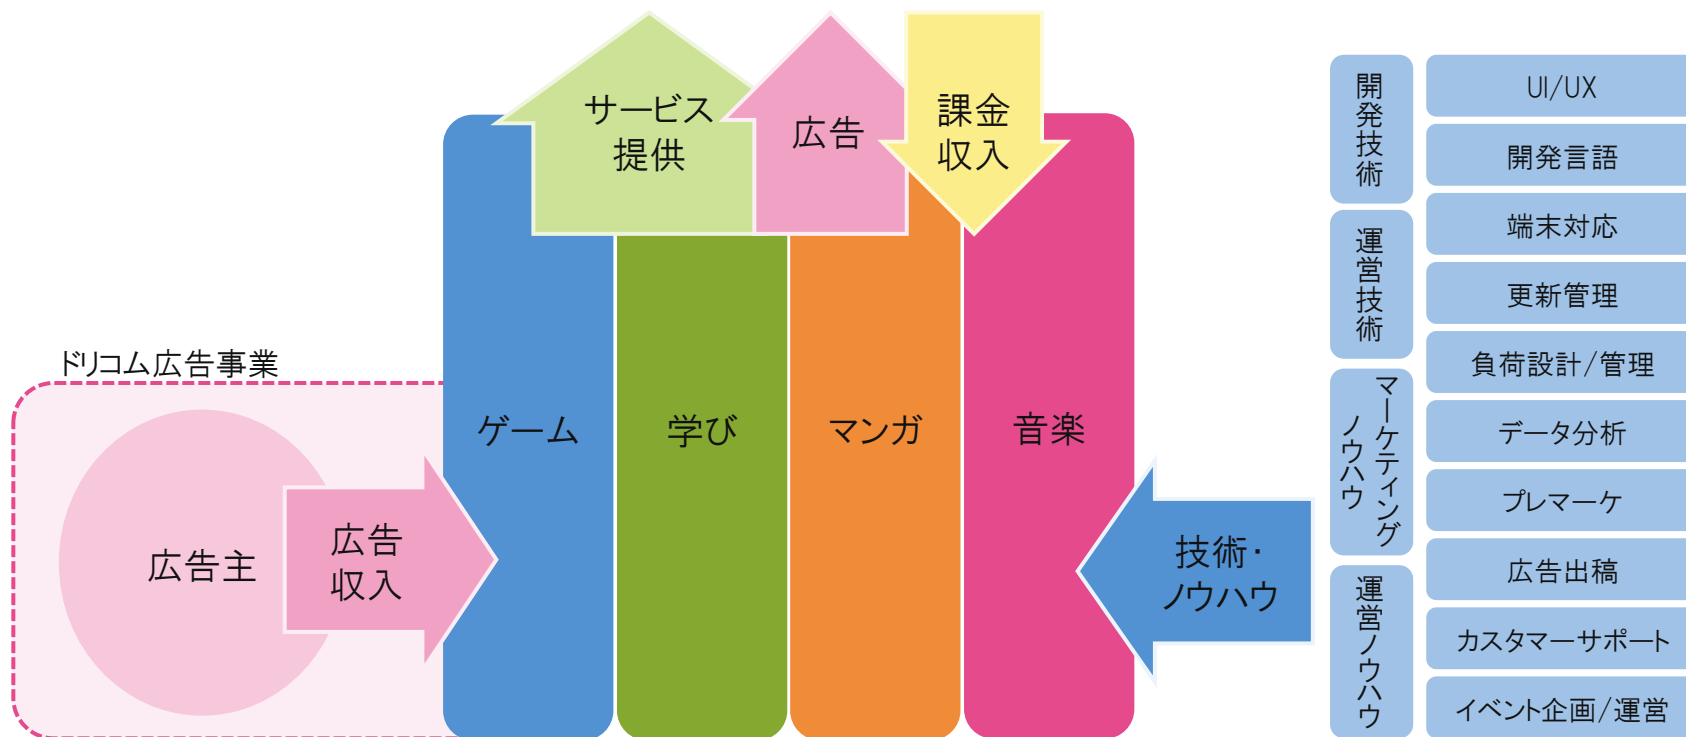 サービス
提供
広告
課金
収入
ドリコム広告事業
広告主
広告
収入
ゲーム
学び
マンガ
音楽
技術・
ノウハウ
開発技術
運営技術
マーケティング
ノウハウ
運営ノウハウ
UI/UX
開発言語
端末対応
更新管理
負荷設計/管理
データ分析
プレマーケ
広告出稿
カスタマーサポート
イベント企画/運営